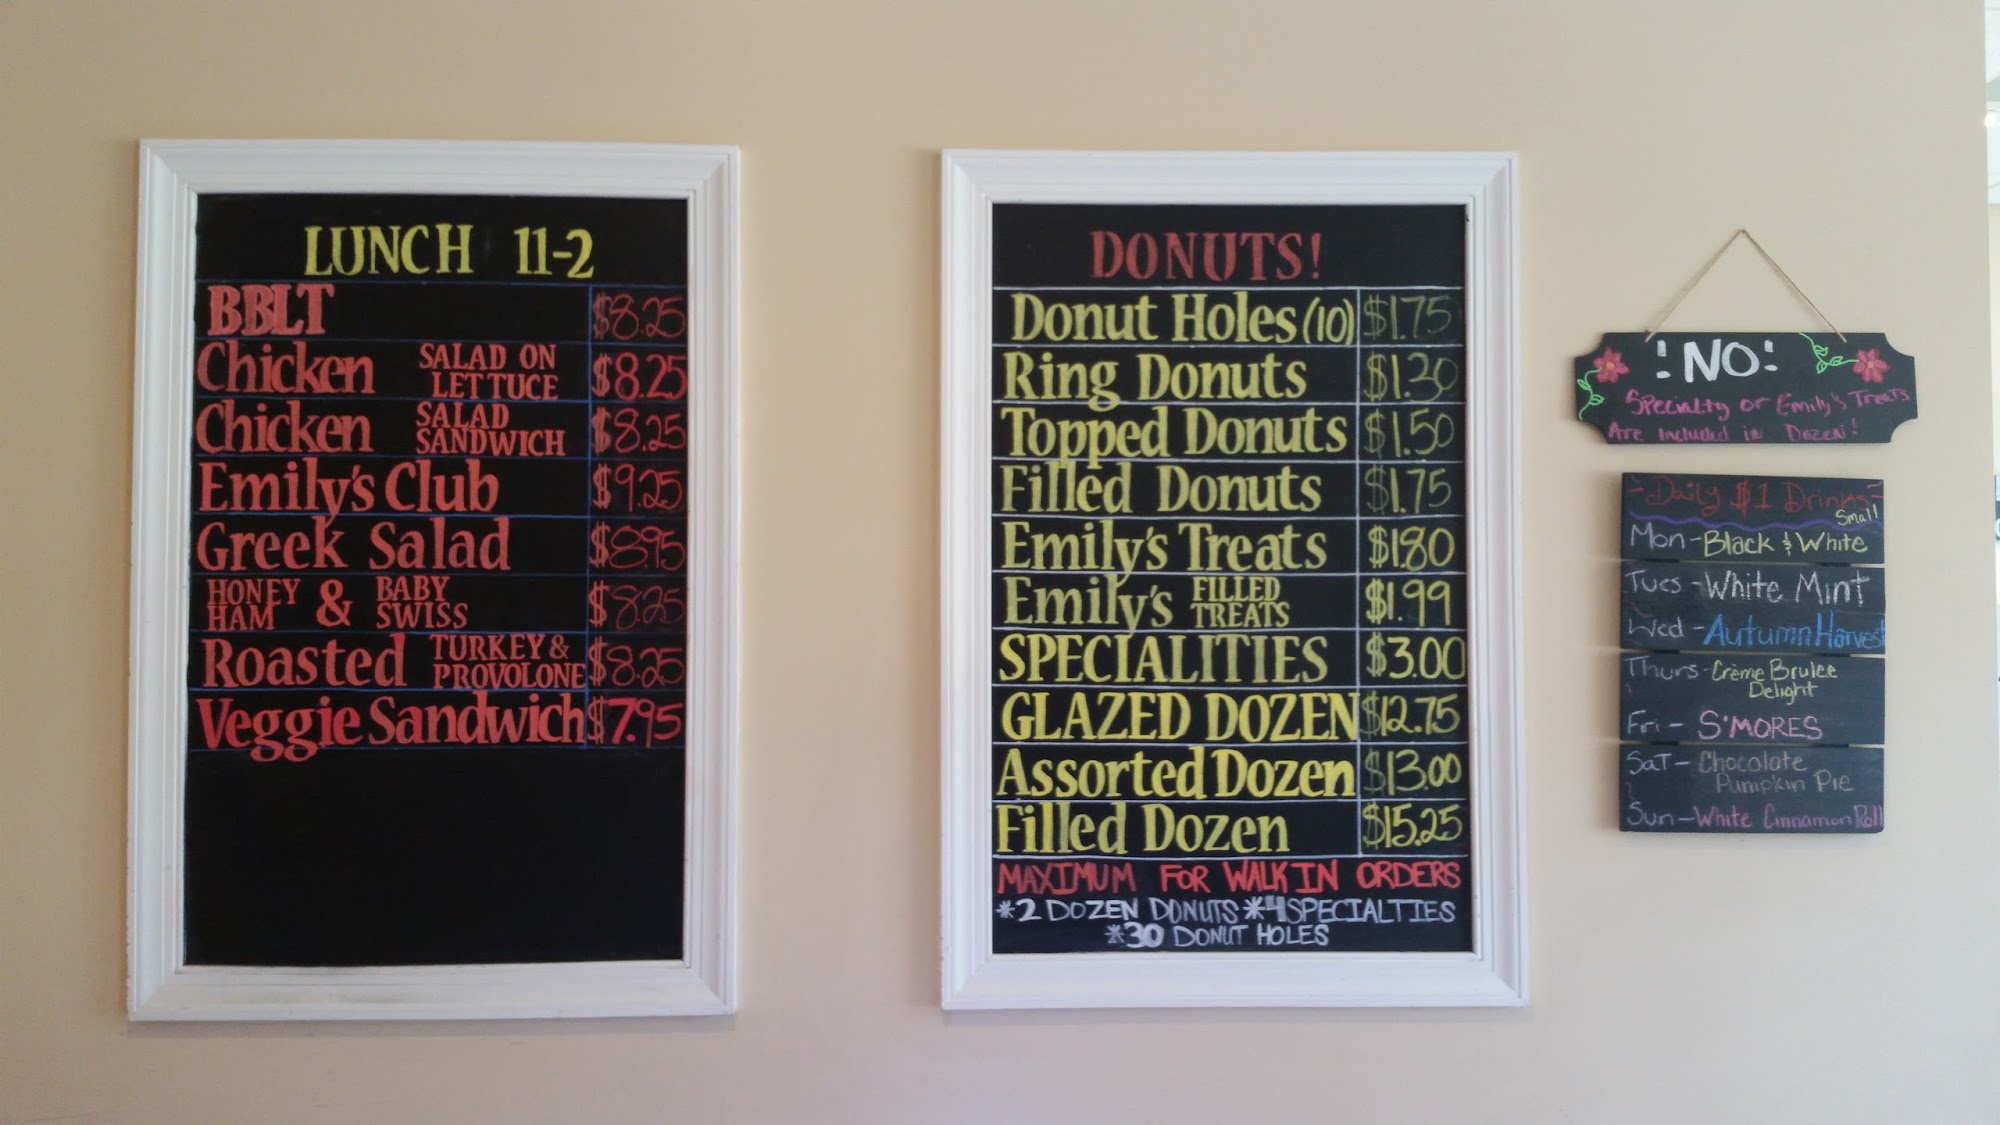 LUNCH 11-2
BBLT $8.25
Chicken SALAD ON LETTUCE $8.25
Chicken SALAD SANDWICH $8.25
Emily's Club $9.25
Greek Salad $8.95
HONEY HAM & BABY SWISS $8.25
Roasted TURKEY & PROVOLONE $8.25
Veggie Sandwich $7.95
DONUTS!
Donut Holes (10) $1.75
Ring Donuts $1.30
Topped Donuts $1.50
Filled Donuts $1.75
Emily's Treats $1.80
Emily's FILLED TREATS $1.99
SPECIALITIES $3.00
GLAZED DOZEN $12.75
Assorted Dozen $13.00
Filled Dozen $15.25
MAXIMUM FOR WALK IN ORDERS
*2 DOZEN DONUTS *4 SPECIALTIES
*30 DONUT HOLES
!NO!
Specialty or Emily's Treats
Are Included in Dozen!
-Daily $1 Drinks-
Small
Mon-Black & White
Tues-White Mint
Wed-Autumn Harvest
Thurs-Crème Brulee
Delight
Fri- S'MORES
Sat- Chocolate
Pumpkin Pie
Sun-White Cinnamon Roll